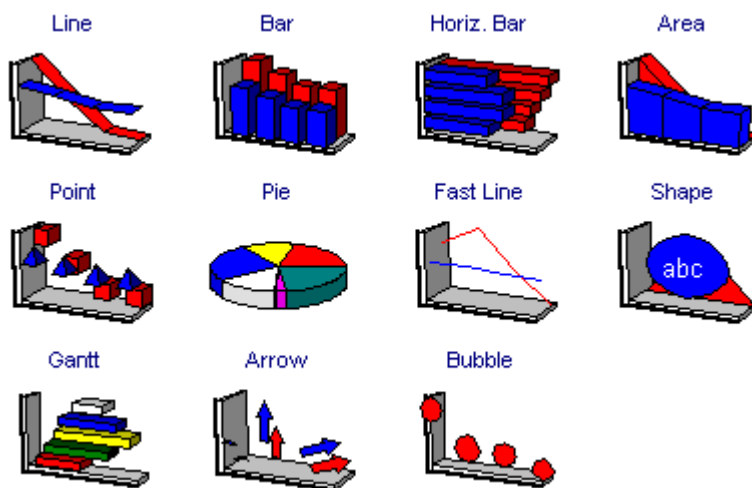 Line
Bar
Horiz. Bar
Area
Point
Pie
Fast Line
Shape
abc
Gantt
Arrow
Bubble